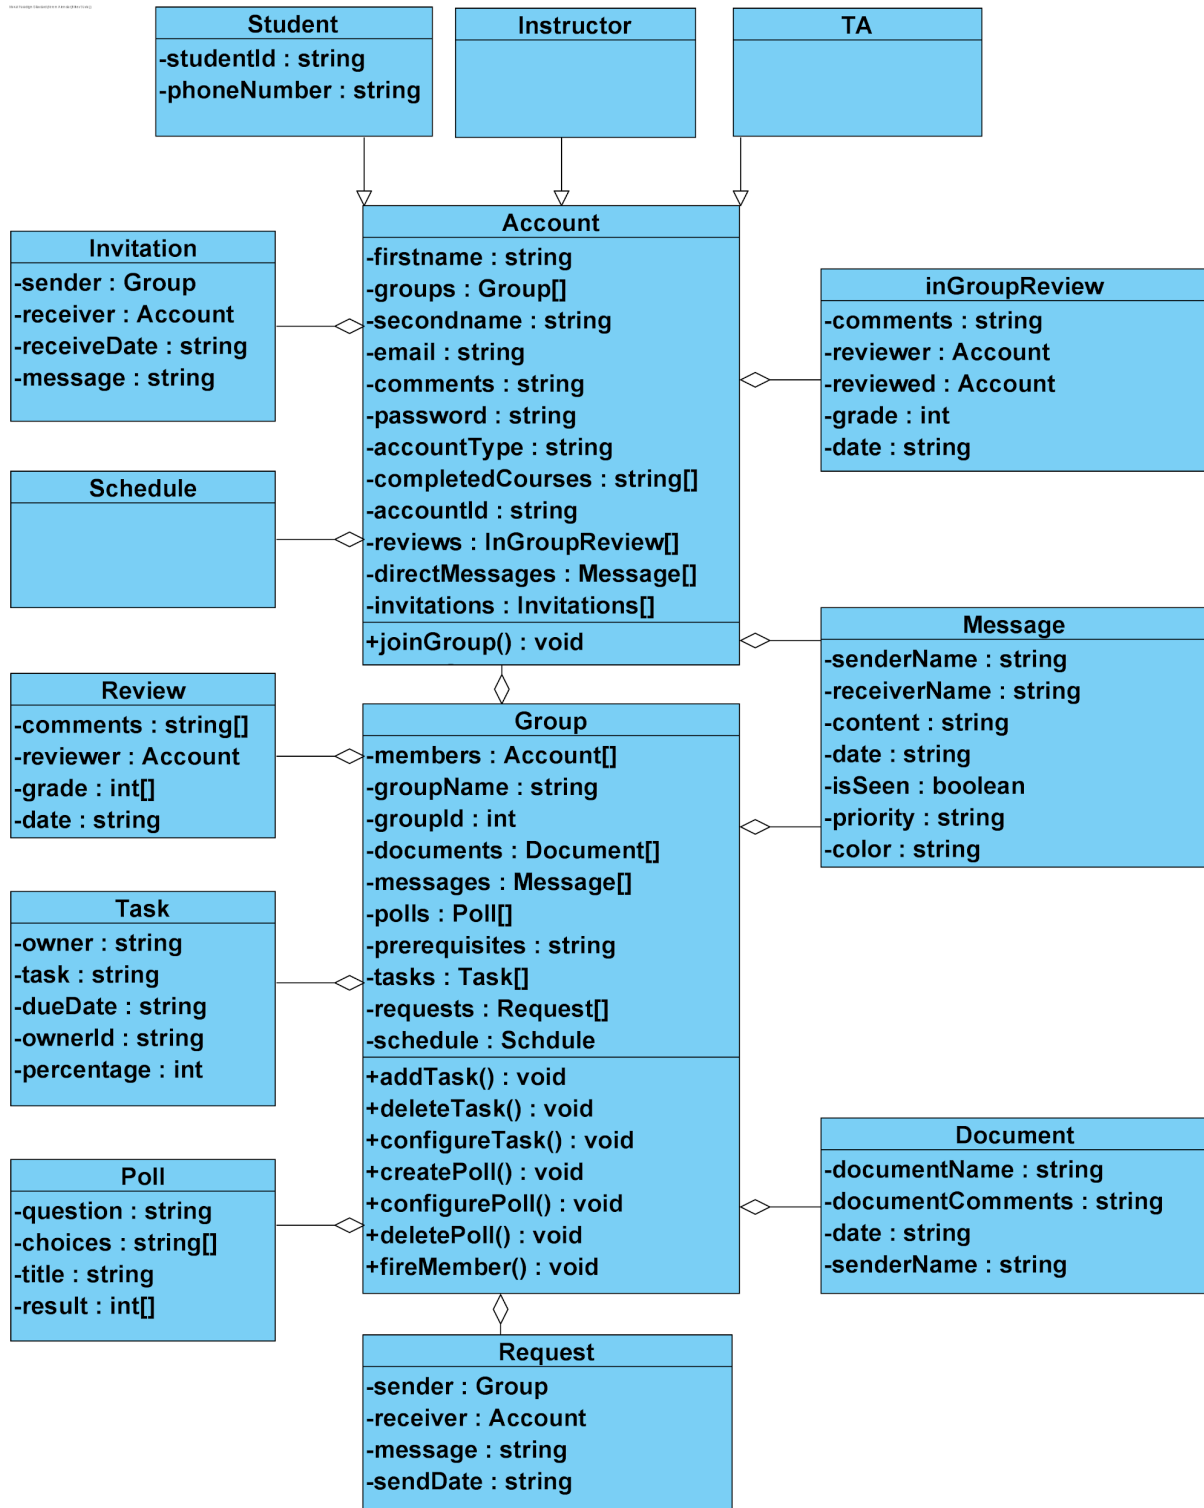 Student
-studentId : string
-phoneNumber : string
Instructor
TA
Account
-firstname : string
-groups : Group[]
-secondname : string
-email : string
-comments : string
-password : string
-accountType : string
-completedCourses : string[]
-accountId : string
-reviews : InGroupReview[]
-directMessages : Message[]
-invitations : Invitations[]
+joinGroup() : void
Invitation
-sender : Group
-receiver : Account
-receiveDate : string
-message : string
inGroupReview
-comments : string
-reviewer : Account
-reviewed : Account
-grade : int
-date : string
Schedule
Message
-senderName : string
-receiverName : string
-content : string
-date : string
-isSeen : boolean
-priority : string
-color : string
Review
-comments : string[]
-reviewer : Account
-grade : int[]
-date : string
Group
-members : Account[]
-groupName : string
-groupId : int
-documents : Document[]
-messages : Message[]
-polls : Poll[]
-prerequisites : string
-tasks : Task[]
-requests : Request[]
-schedule : Schdule
+addTask() : void
+deleteTask() : void
+configureTask() : void
+createPoll() : void
+configurePoll() : void
+deletePoll() : void
+fireMember() : void
Task
-owner : string
-task : string
-dueDate : string
-ownerId : string
-percentage : int
Document
-documentName : string
-documentComments : string
-date : string
-senderName : string
Poll
-question : string
-choices : string[]
-title : string
-result : int[]
Request
-sender : Group
-receiver : Account
-message : string
-sendDate : string